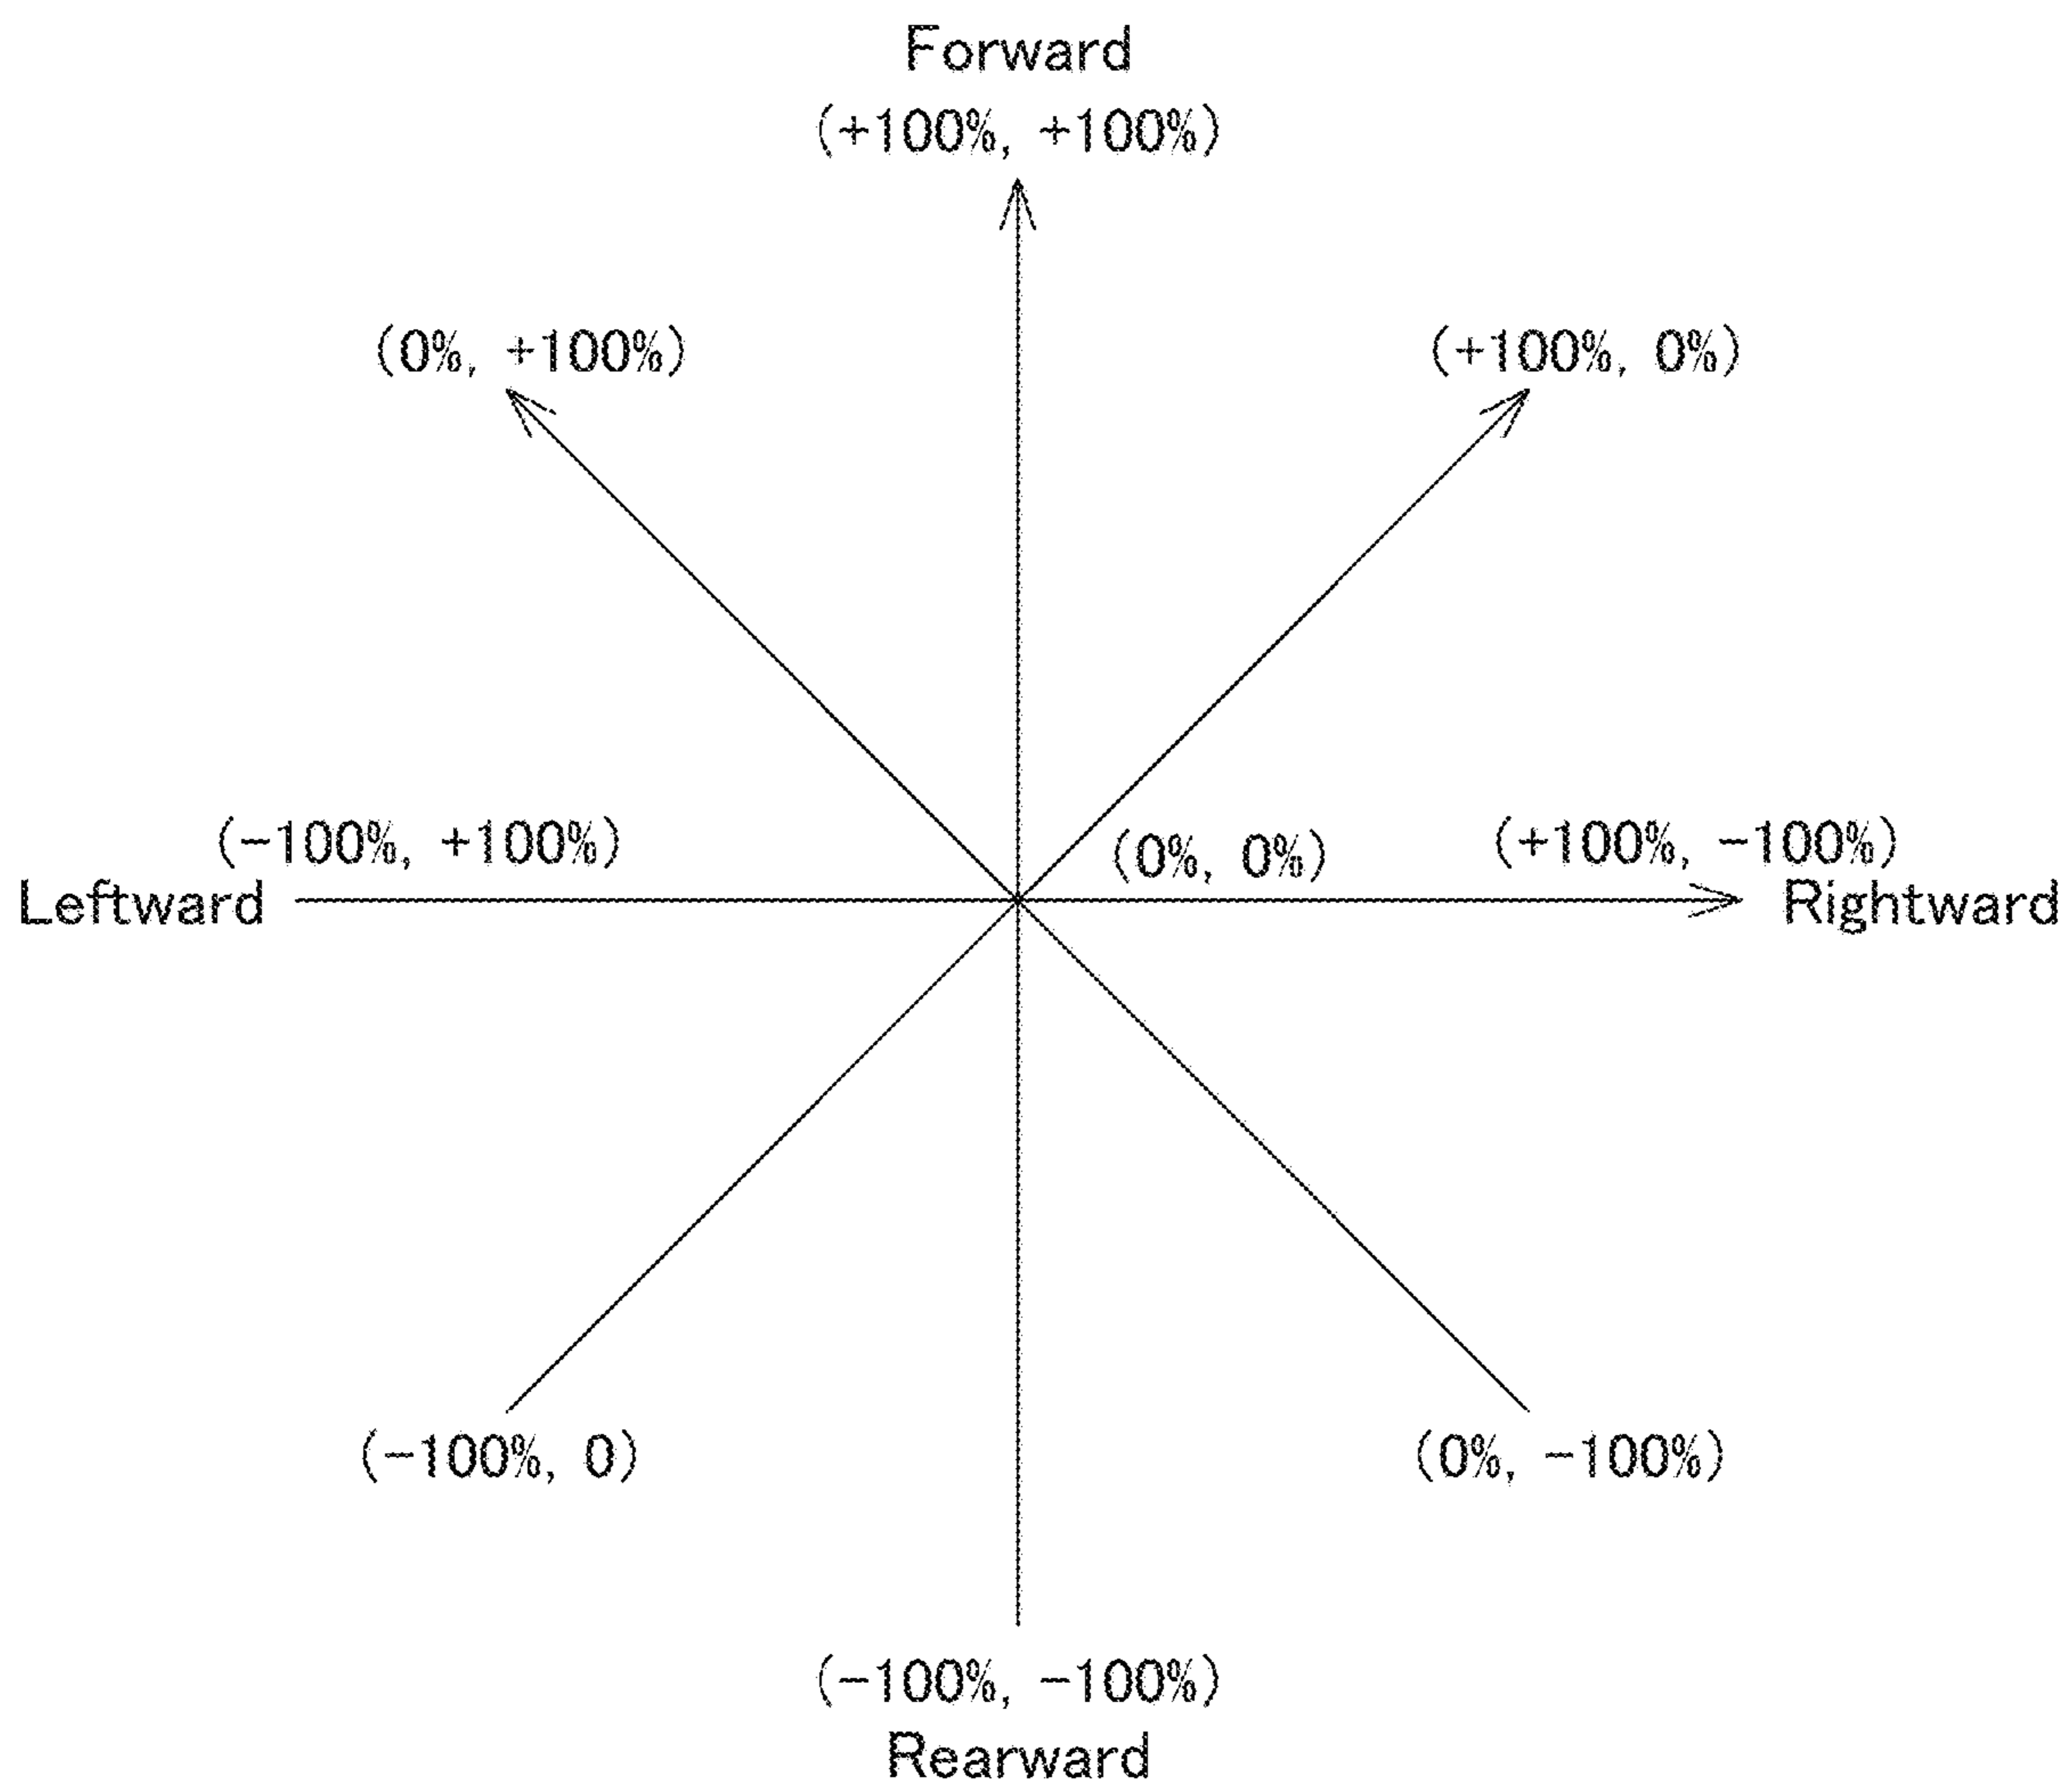 Forward
(+100%, +100%)
(0%, +100%)
(+100%, 0%)
(-100%, +100%)
(0%, 0%)
(+100%, -100%)
Leftward
Rightward
(-100%, 0)
(0%, -100%)
(-100%, -100%)
Rearward